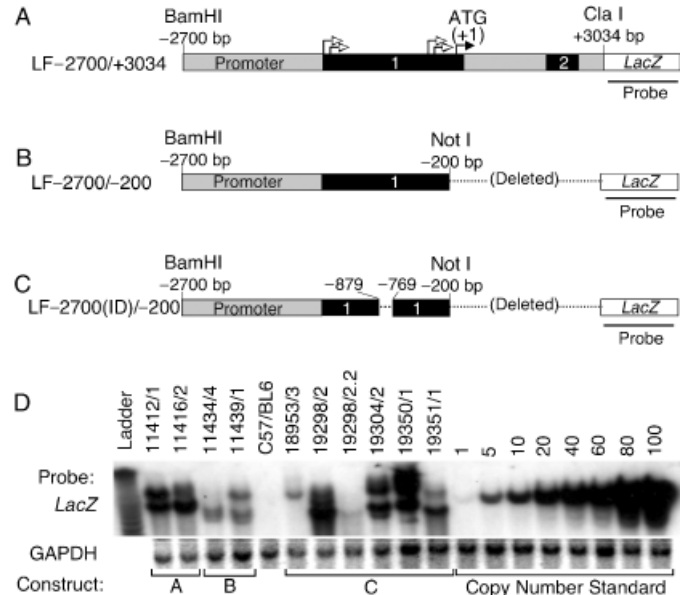 A
BamHI
−2700 bp
ATG
(+1)
Cla I
+3034 bp
LF−2700/+3034
Promoter
1
2
LacZ
Probe
B
BamHI
−2700 bp
Not I
−200 bp
LF−2700/−200
Promoter
1
(Deleted)
LacZ
Probe
C
BamHI
−2700 bp
−879
−769
Not I
−200 bp
LF−2700(ID)/−200
Promoter
1
1
(Deleted)
LacZ
Probe
D
Ladder
11412/1
11416/2
11434/4
11439/1
C57/BL6
18953/3
19298/2
19298/2.2
19304/2
19350/1
19351/1
1
5
10
20
40
60
80
100
Probe:
LacZ
GAPDH
Construct: A B C Copy Number Standard